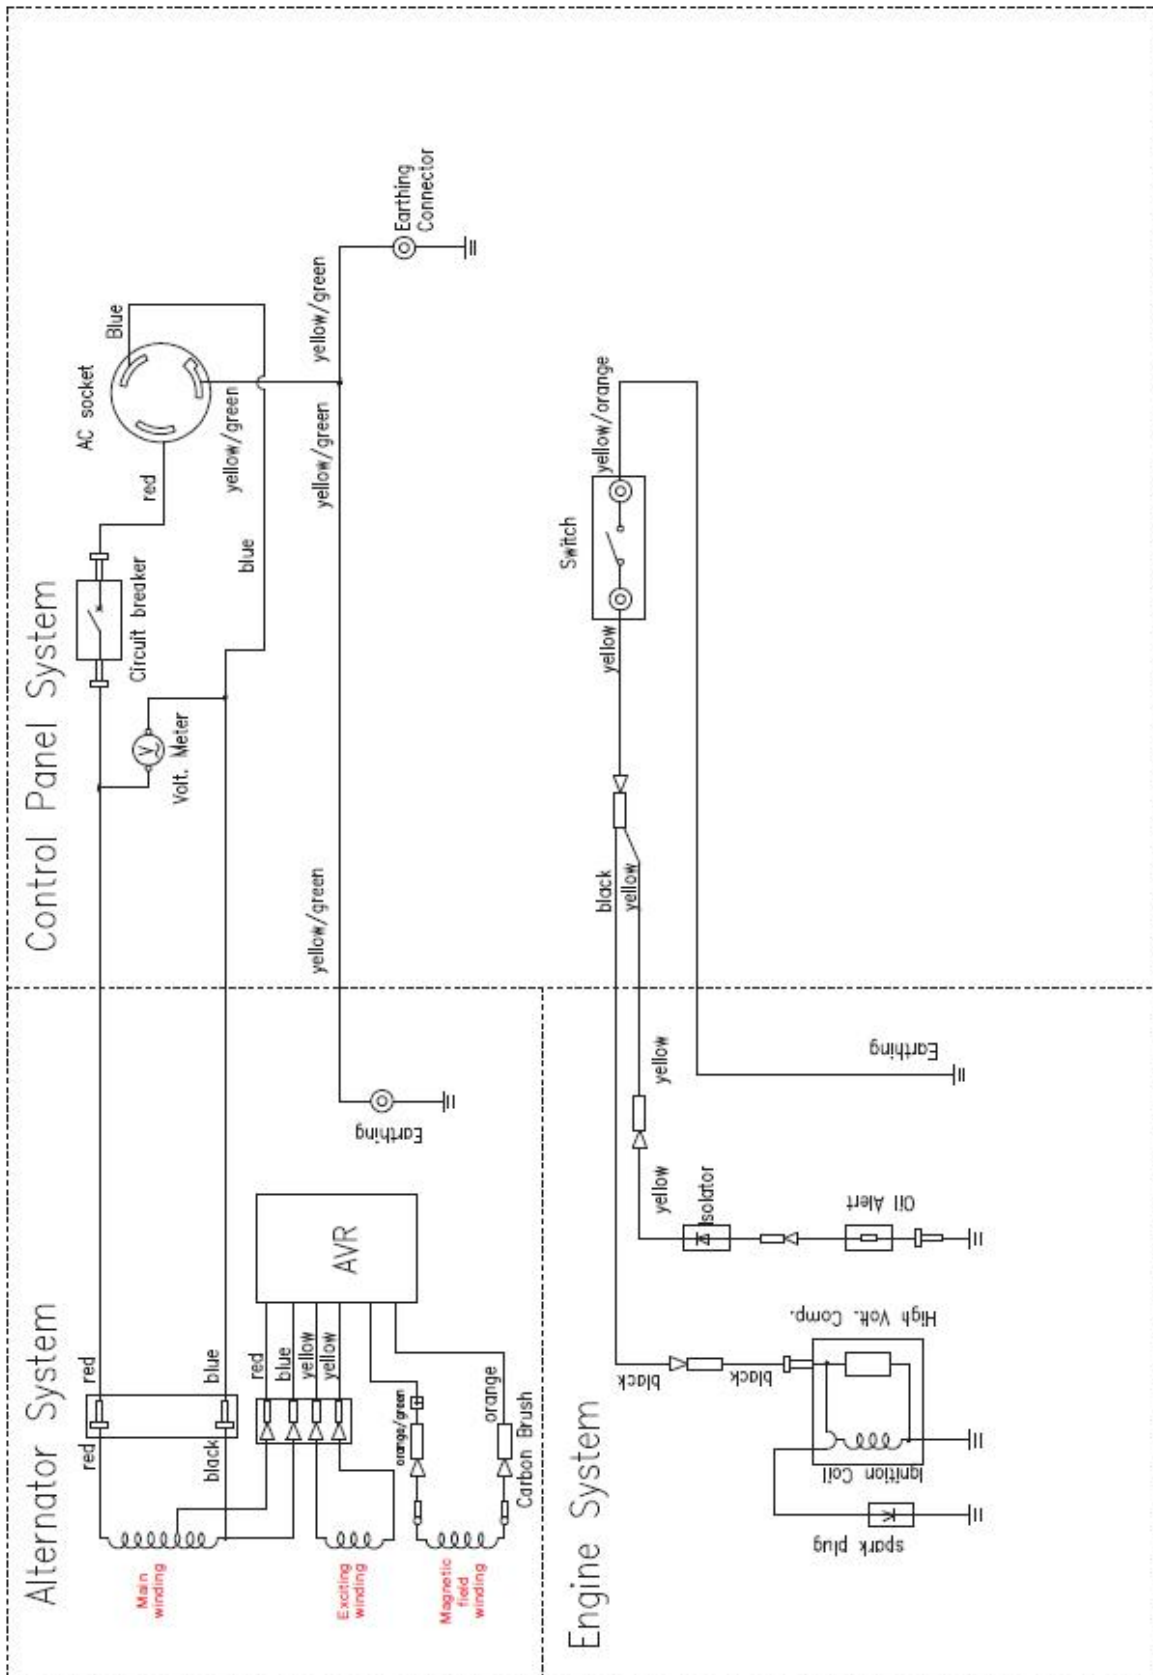 Alternator System
Control Panel System
red
red
black
blue
Main
winding
red
blue
yellow
yellow
AVR
Exciting
winding
orange/green
Magnetic
field
winding
orange
Carbon Brush
Earthing
Volt. Meter
V
Circuit breaker
red
AC socket
Blue
blue
yellow/green
yellow/green
yellow/green
yellow/green
Earthing
Connector
Engine System
black
yellow
yellow
Switch
yellow/orange
yellow
yellow
Isolator
Oil Alert
Earthing
black
black
High Volt. Comp.
Ignition Coil
spark plug